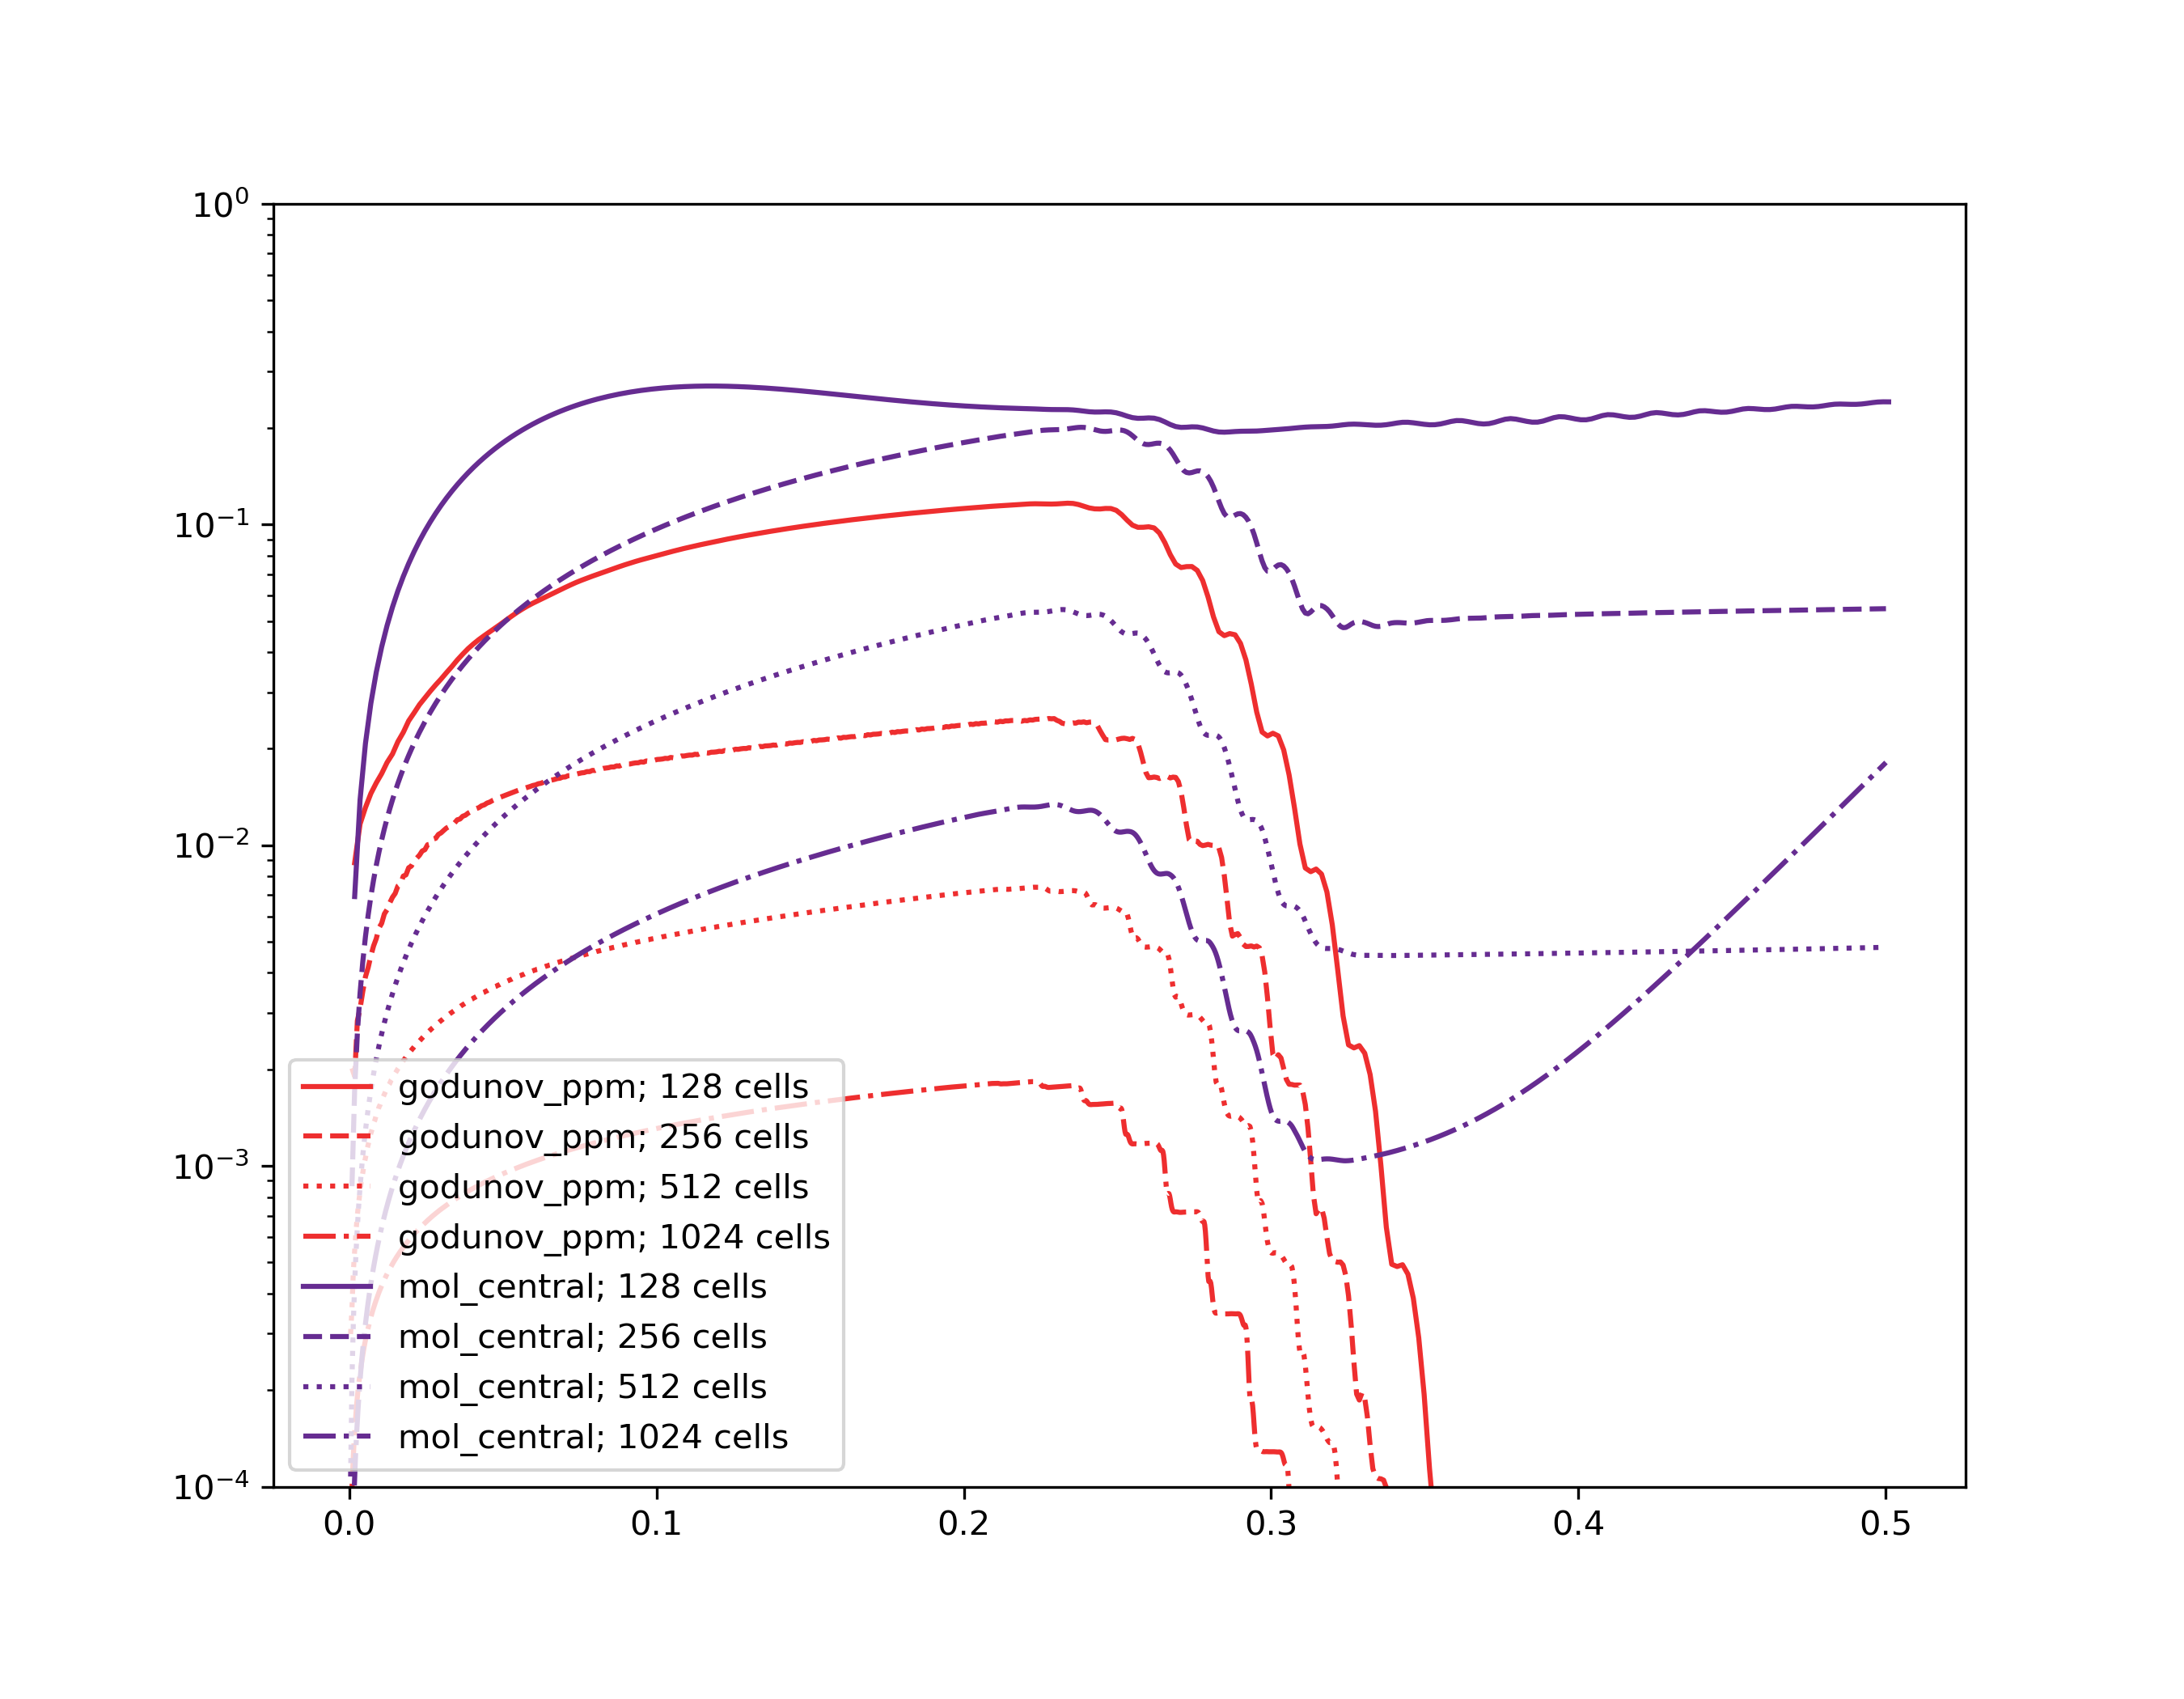 10⁰
10⁻¹
10⁻²
10⁻³
10⁻⁴
godunov_ppm; 128 cells
godunov_ppm; 256 cells
godunov_ppm; 512 cells
godunov_ppm; 1024 cells
mol_central; 128 cells
mol_central; 256 cells
mol_central; 512 cells
mol_central; 1024 cells
0.0 0.1 0.2 0.3 0.4 0.5